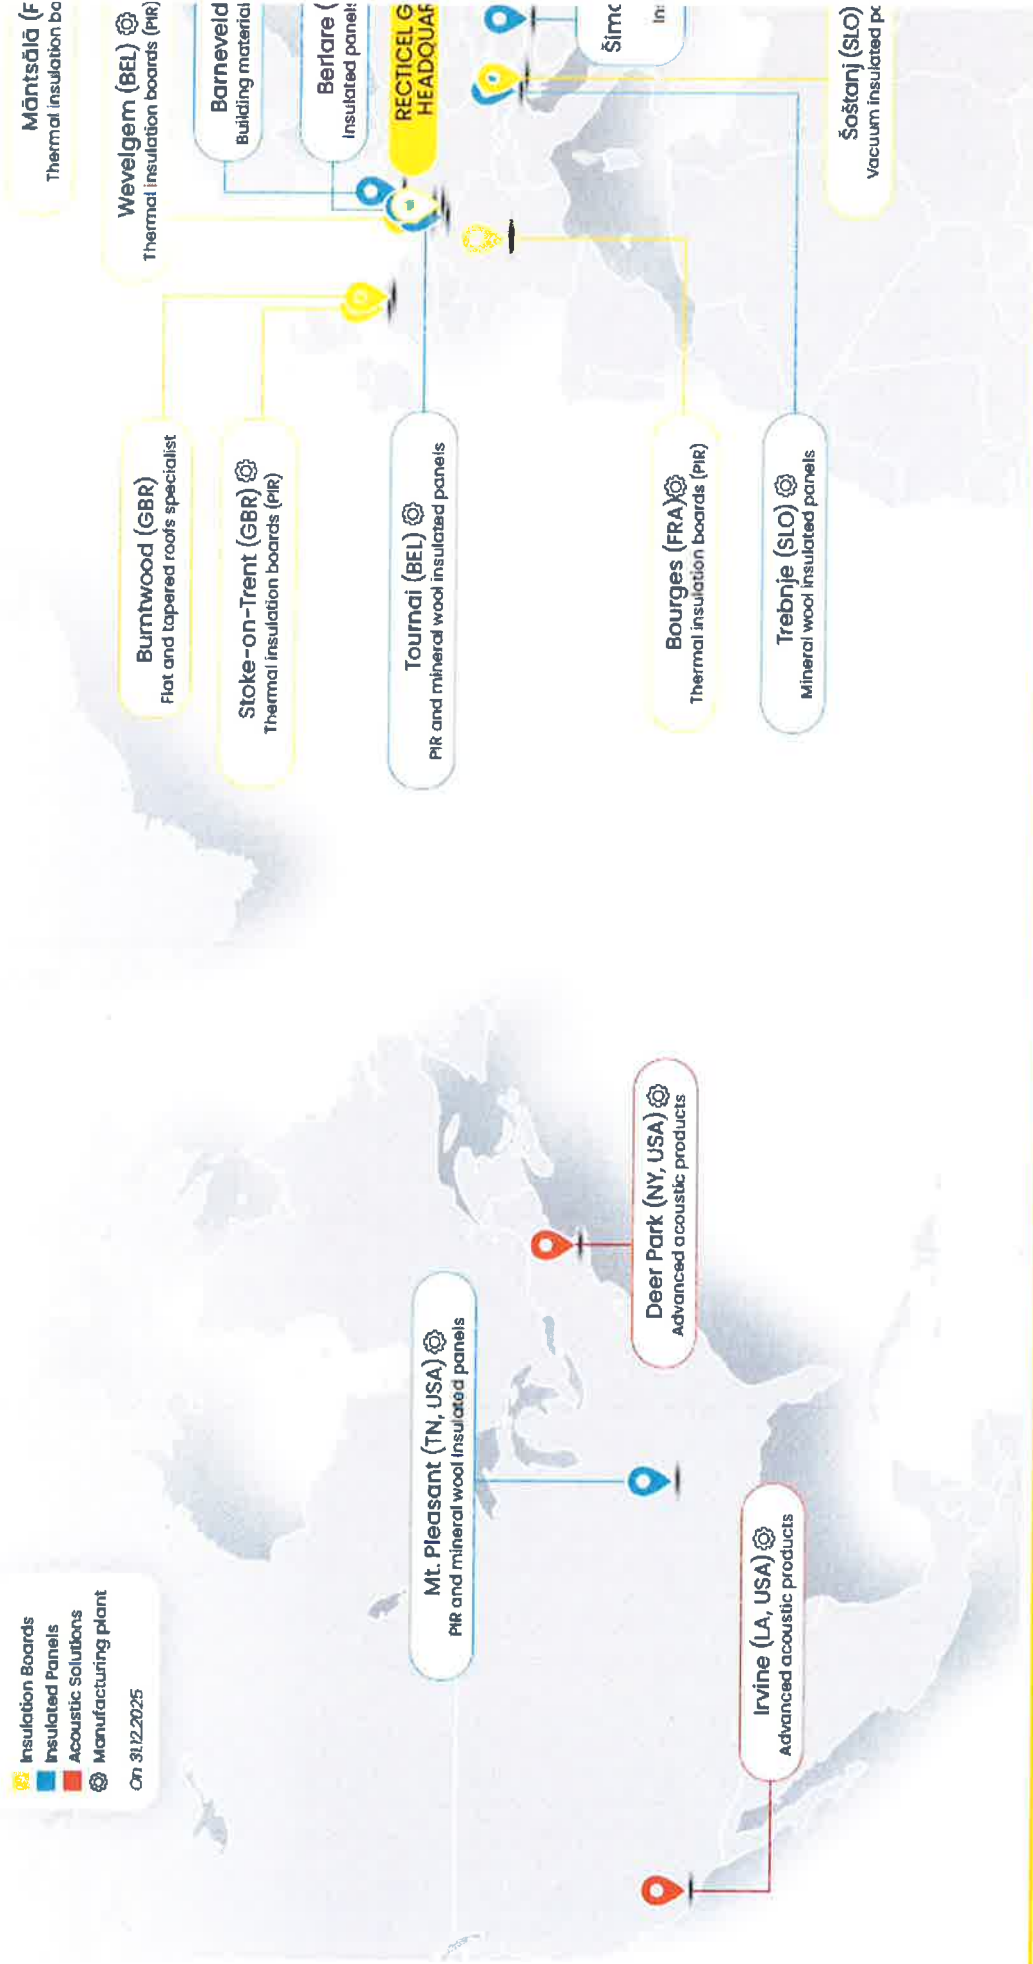 Insulation Boards
Insulated Panels
Acoustic Solutions
Manufacturing plant
On 31.12.2025
Mt. Pleasant (TN, USA)
PIR and mineral wool insulated panels
Deer Park (NY, USA)
Advanced acoustic products
Irvine (LA, USA)
Advanced acoustic products
Burntwood (GBR)
Flat and tapered roofs specialist
Stoke-on-Trent (GBR)
Thermal insulation boards (PIR)
Tournai (BEL)
PIR and mineral wool insulated panels
Bourges (FRA)
Thermal insulation boards (PIR)
Trebnje (SLO)
Mineral wool insulated panels
Mäntsälä (F
Thermal insulation bo
Wevelgem (BEL)
Thermal insulation boards (PIR)
Barneveld
Building material
Berlare (
Insulated panels
RECTICEL G
HEADQUAR
Šimo
In
Šoštanj (SLO)
Vacuum insulated pa